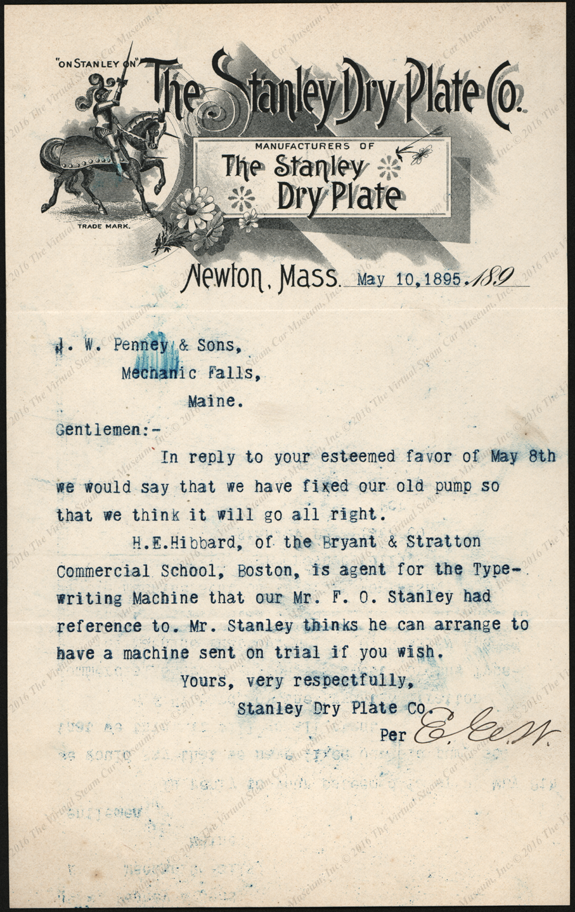 "ON STANLEY ON"
The Stanley Dry Plate Co.
MANUFACTURERS OF
The Stanley
Dry Plate
TRADE MARK.
Newton, Mass. May 10,1895. 189
J. W. Penney & Sons,
Mechanic Falls,
Maine.
Gentlemen:-
In reply to your esteemed favor of May 8th
we would say that we have fixed our old pump so
that we think it will go all right.
H.E.Hibbard, of the Bryant & Stratton
Commercial School, Boston, is agent for the Type-
writing Machine that our Mr. F. O. Stanley had
reference to. Mr. Stanley thinks he can arrange to
have a machine sent on trial if you wish.
Yours, very respectfully,
Stanley Dry Plate Co.
Per